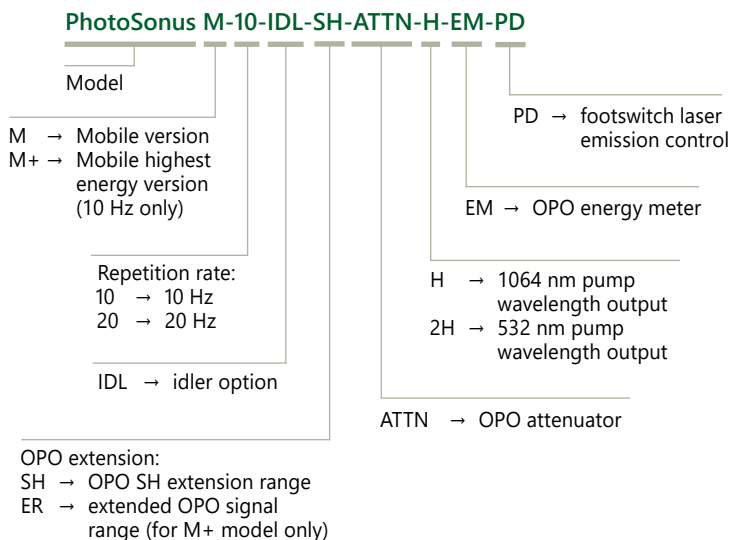 PhotoSonus M-10-IDL-SH-ATTN-H-EM-PD
Model
M → Mobile version
M+ → Mobile highest
energy version
(10 Hz only)
Repetition rate:
10 → 10 Hz
20 → 20 Hz
IDL → idler option
OPO extension:
SH → OPO SH extension range
ER → extended OPO signal
range (for M+ model only)
PD → footswitch laser
emission control
EM → OPO energy meter
H → 1064 nm pump
wavelength output
2H → 532 nm pump
wavelength output
ATTN → OPO attenuator